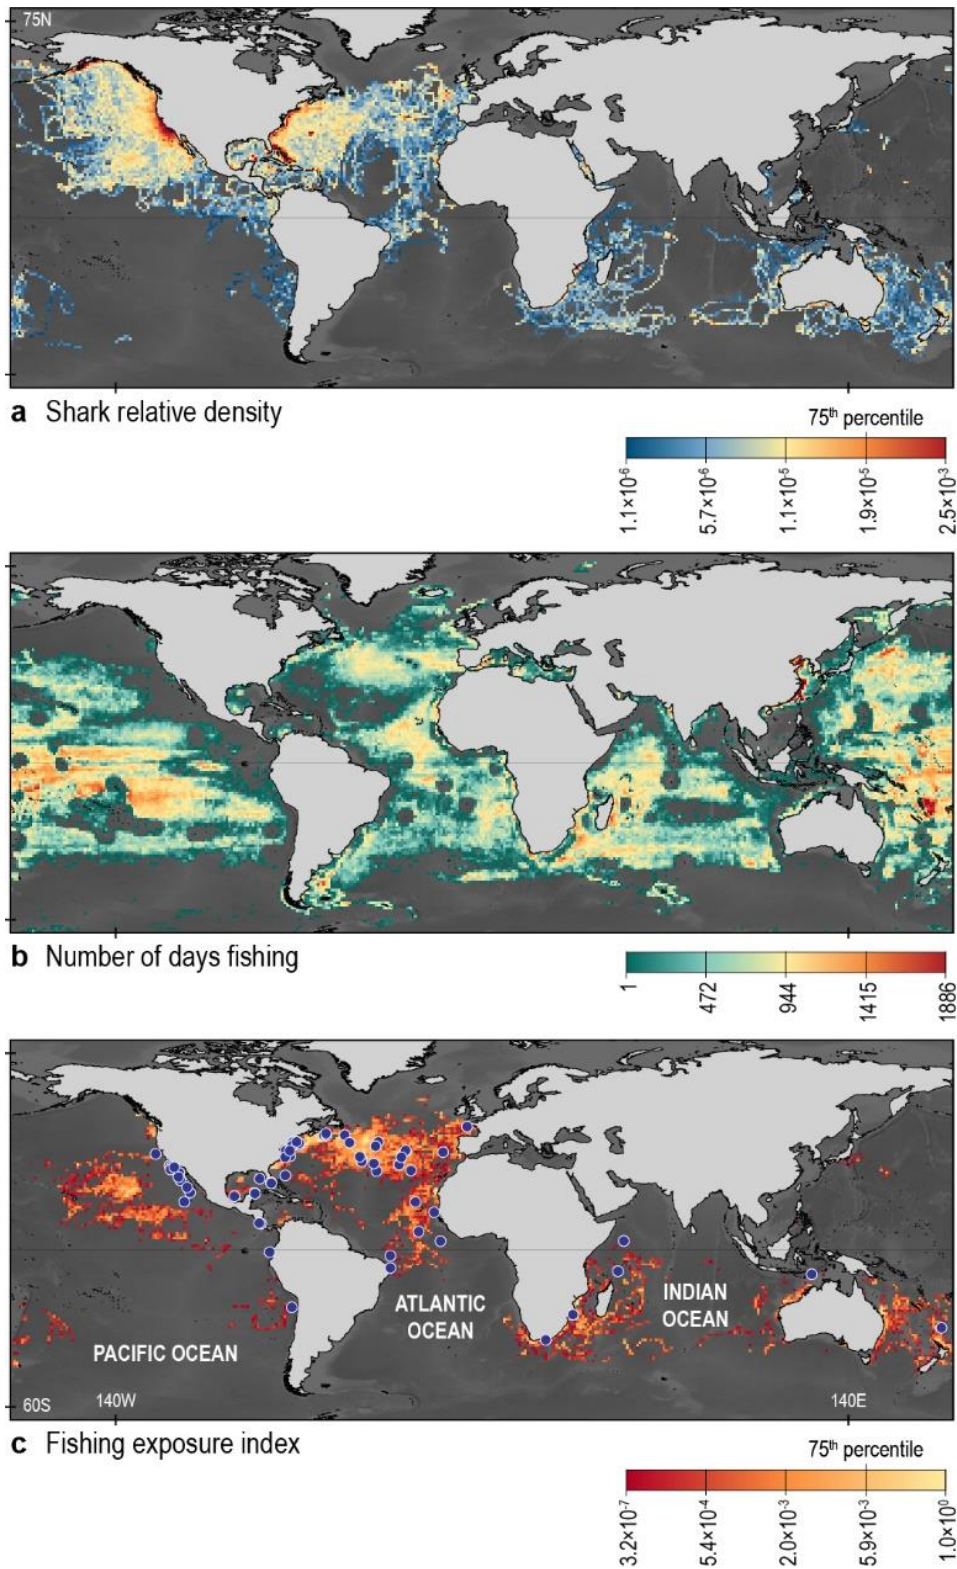 75N
a Shark relative density
75th percentile
1.1×10-6
5.7×10-6
1.1×10-5
1.9×10-5
2.5×10-3
b Number of days fishing
1
472
944
1415
1886
INDIAN
OCEAN
ATLANTIC
OCEAN
PACIFIC OCEAN
60S
140W
140E
c Fishing exposure index
75th percentile
3.2×10-7
5.4×10-4
2.0×10-3
5.9×10-3
1.0×100